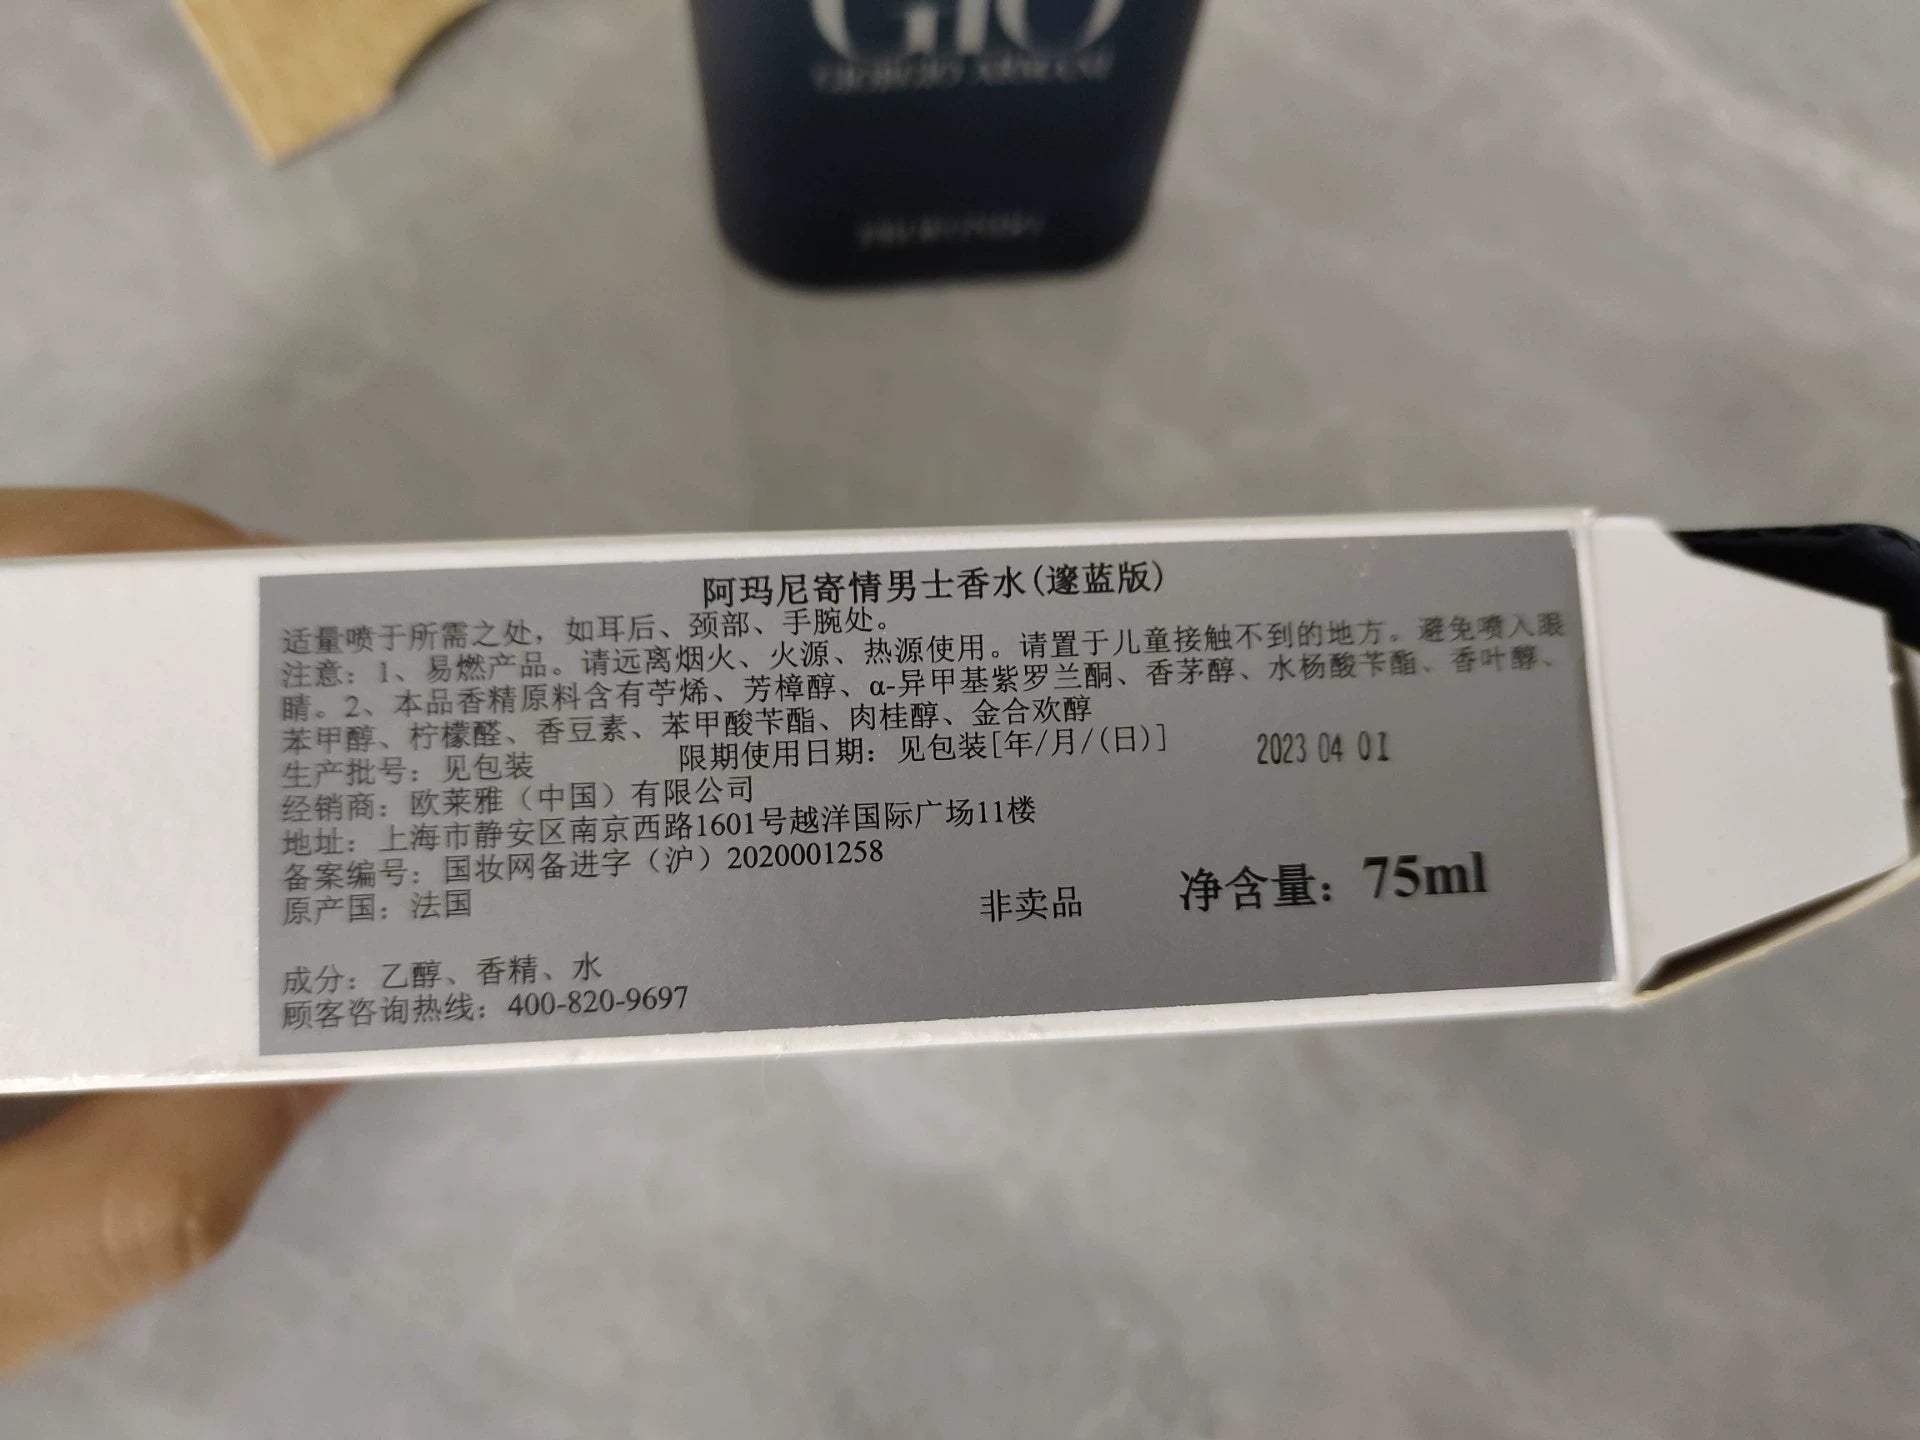 GIO
GIORGIO ARMANI
阿玛尼寄情男士香水(邃蓝版)
适量喷于所需之处，如耳后、颈部、手腕处。
注意：1、易燃产品。请远离烟火、火源、热源使用。请置于儿童接触不到的地方。避免喷入眼
睛。2、本品香精原料含有苧烯、芳樟醇、α-异甲基紫罗兰酮、香茅醇、水杨酸苄酯、香叶醇、
苯甲醇、柠檬醛、香豆素、苯甲酸苄酯、肉桂醇、金合欢醇
生产批号：见包装 限期使用日期：见包装[年/月/(日)] 2023 04 01
经销商：欧莱雅（中国）有限公司
地址：上海市静安区南京西路1601号越洋国际广场11楼
备案编号：国妆网备进字（沪）2020001258
原产国：法国 非卖品 净含量：75ml
成分：乙醇、香精、水
顾客咨询热线：400-820-9697